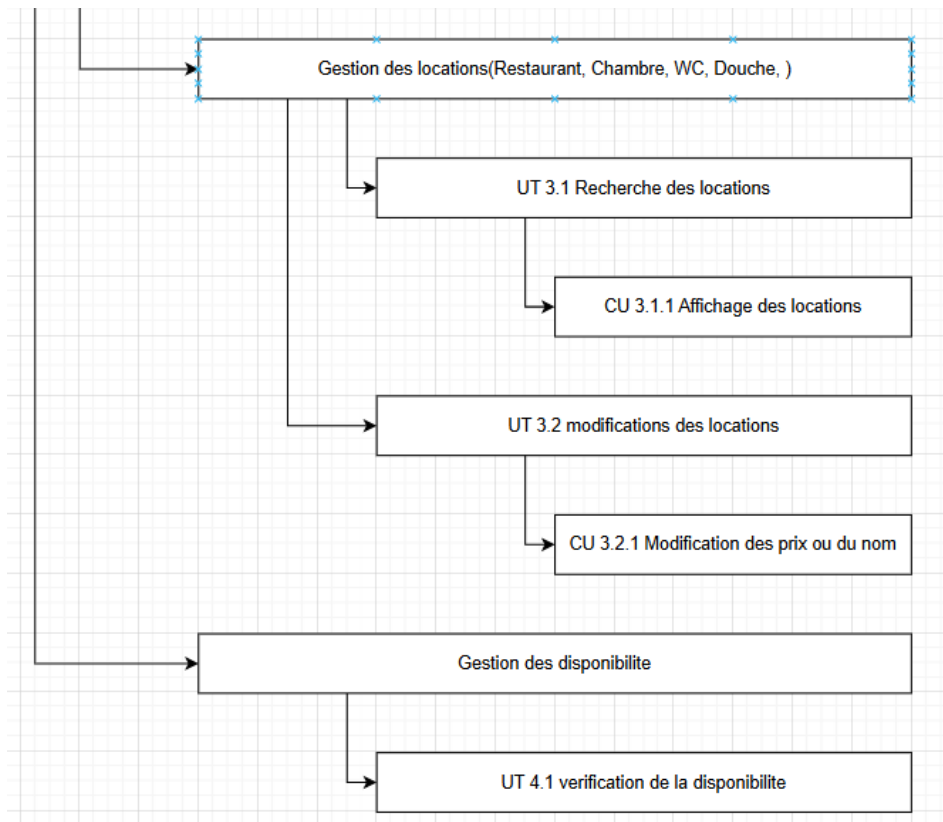 Gestion des locations(Restaurant, Chambre, WC, Douche, )
UT 3.1 Recherche des locations
CU 3.1.1 Affichage des locations
UT 3.2 modifications des locations
CU 3.2.1 Modification des prix ou du nom
Gestion des disponibilite
UT 4.1 verification de la disponibilite